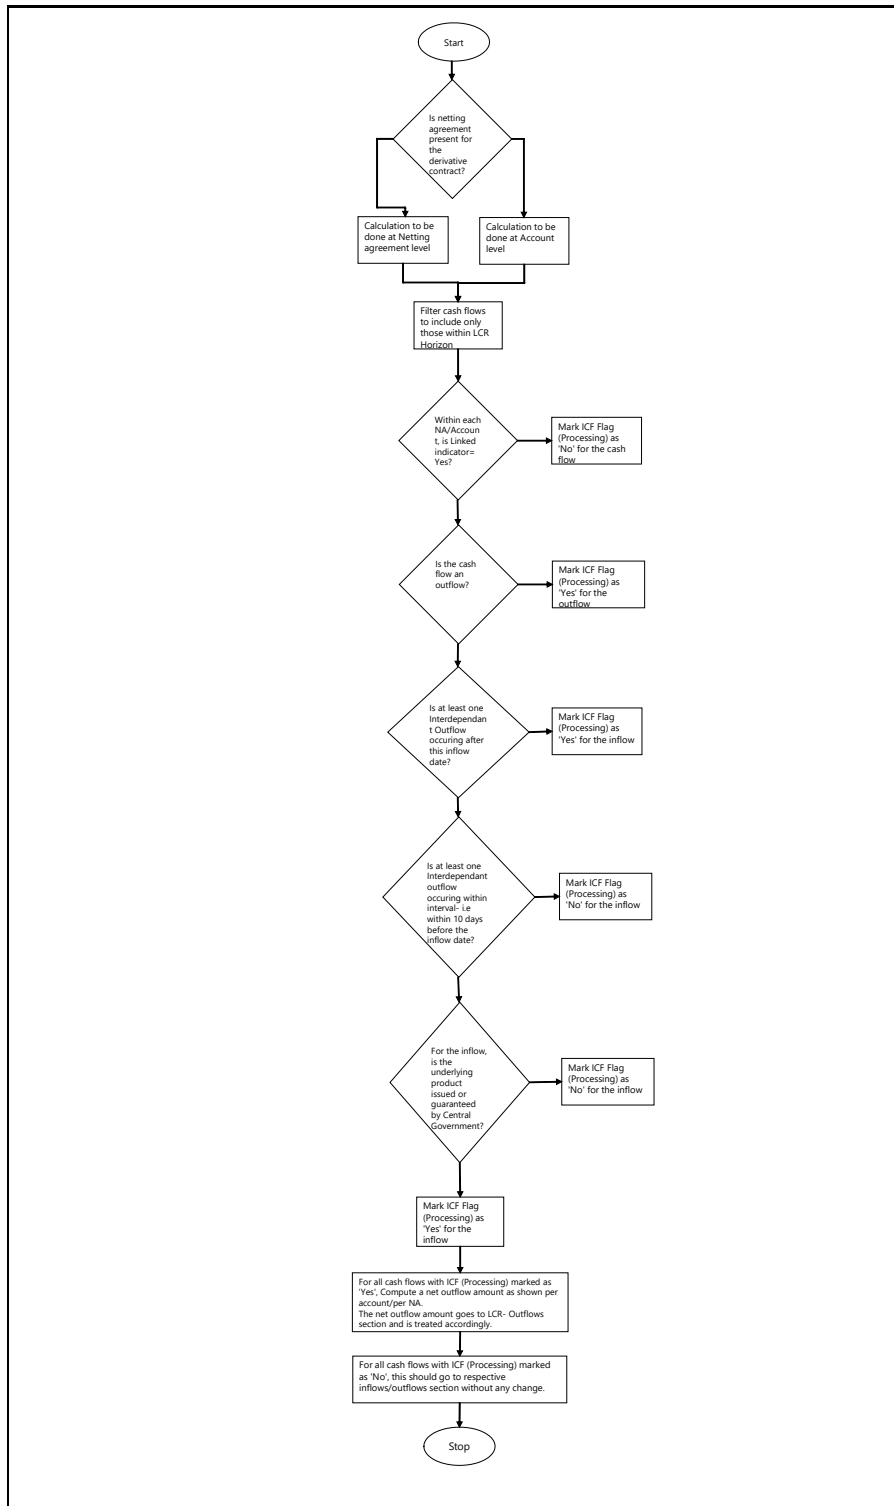 Start
Is netting
agreement
present for
the
derivative
contract?
Calculation to be
done at Netting
agreement level
Calculation to be
done at Account
level
Filter cash flows
to include only
those within LCR
Horizon
Within each
NA/Accoun
t, is Linked
indicator=
Yes?
Mark ICF Flag
(Processing) as
'No' for the cash
flow
Is the cash
flow an
outflow?
Mark ICF Flag
(Processing) as
'Yes' for the
outflow
Is at least one
Interdependan
t Outflow
occuring after
this inflow
date?
Mark ICF Flag
(Processing) as
'Yes' for the inflow
Is at least one
Interdependant
outflow
occuring within
interval- i.e
within 10 days
before the
inflow date?
Mark ICF Flag
(Processing) as
'No' for the inflow
For the inflow,
is the
underlying
product
issued or
guaranteed
by Central
Government?
Mark ICF Flag
(Processing) as
'No' for the inflow
Mark ICF Flag
(Processing) as
'Yes' for the
inflow
For all cash flows with ICF (Processing) marked as
'Yes', Compute a net outflow amount as shown per
account/per NA.
The net outflow amount goes to LCR- Outflows
section and is treated accordingly.
For all cash flows with ICF (Processing) marked
as 'No', this should go to respective
inflows/outflows section without any change.
Stop